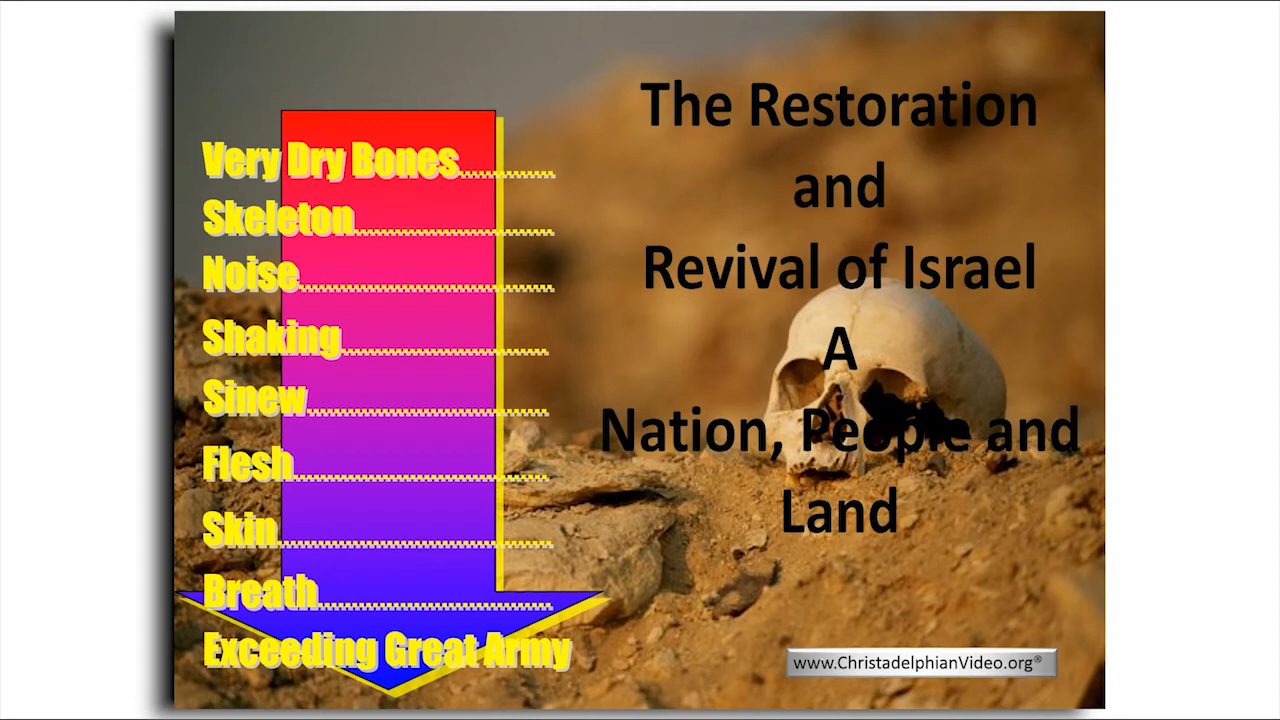 Very Dry Bones............
Skeleton.........................
Noise................................
Shaking..........................
Sinew..............................
Flesh................................
Skin...................................
Breath..............................
Exceeding Great Army
The Restoration
and
Revival of Israel
A
Nation, People and
Land
www.ChristadelphianVideo.org®